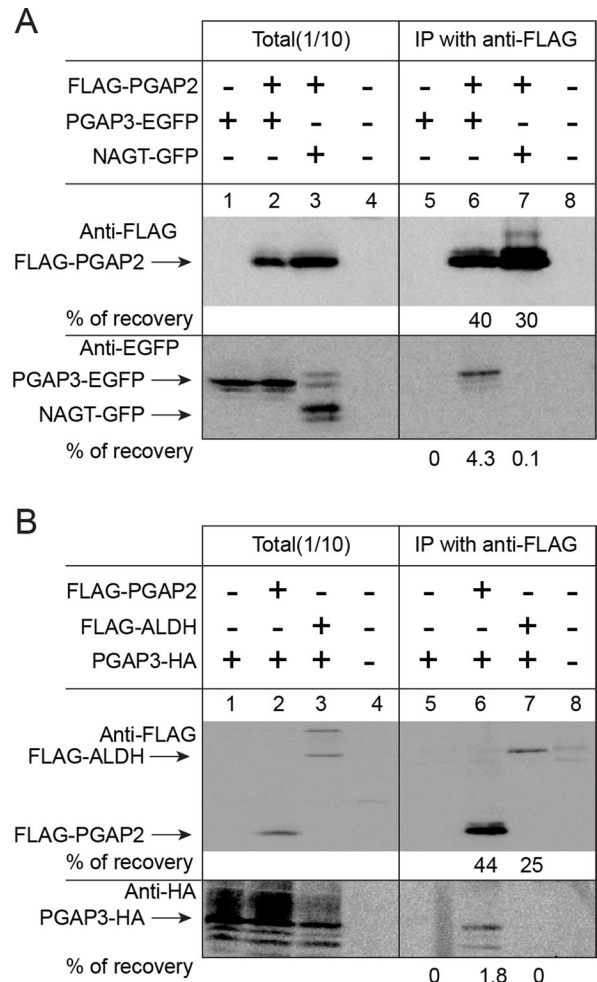 A
Total(1/10) IP with anti-FLAG
FLAG-PGAP2 - + + - - + + -
PGAP3-EGFP + + - - + + - -
NAGT-GFP - - + - - - + -
1 2 3 4 5 6 7 8
Anti-FLAG
FLAG-PGAP2
% of recovery 40 30
Anti-EGFP
PGAP3-EGFP
NAGT-GFP
% of recovery 0 4.3 0.1
B
Total(1/10) IP with anti-FLAG
FLAG-PGAP2 - + - - - + - -
FLAG-ALDH - - + - - - + -
PGAP3-HA + + + - + + + -
1 2 3 4 5 6 7 8
Anti-FLAG
FLAG-ALDH
FLAG-PGAP2
% of recovery 44 25
Anti-HA
PGAP3-HA
% of recovery 0 1.8 0